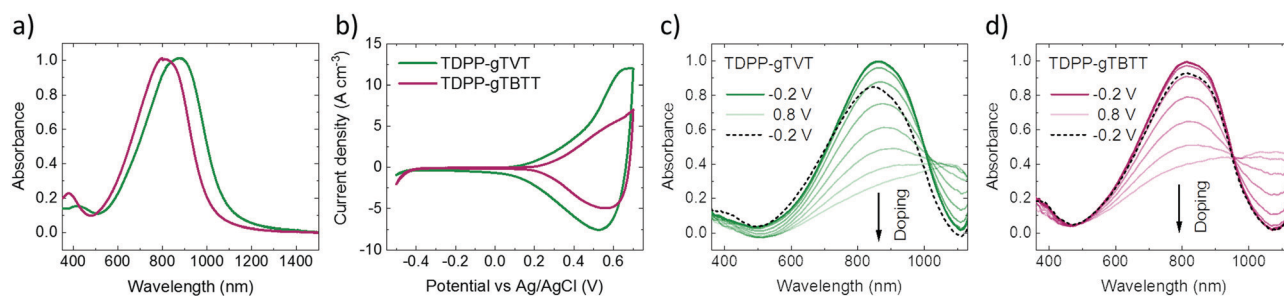 a)
Absorbance
1.0
0.8
0.6
0.4
0.2
0.0
400 600 800 1000 1200 1400
Wavelength (nm)
b)
Current density (A cm⁻³)
15
10
5
0
-5
-10
TDPP-gTVT
TDPP-gTBTT
-0.6 -0.4 -0.2 0.0 0.2 0.4 0.6 0.8
Potential vs Ag/AgCl (V)
c)
Absorbance
1.0
0.8
0.6
0.4
0.2
0.0
TDPP-gTVT
-0.2 V
0.8 V
-0.2 V
Doping
400 600 800 1000
Wavelength (nm)
d)
Absorbance
1.0
0.8
0.6
0.4
0.2
0.0
TDPP-gTBTT
-0.2 V
0.8 V
-0.2 V
Doping
400 600 800 1000
Wavelength (nm)